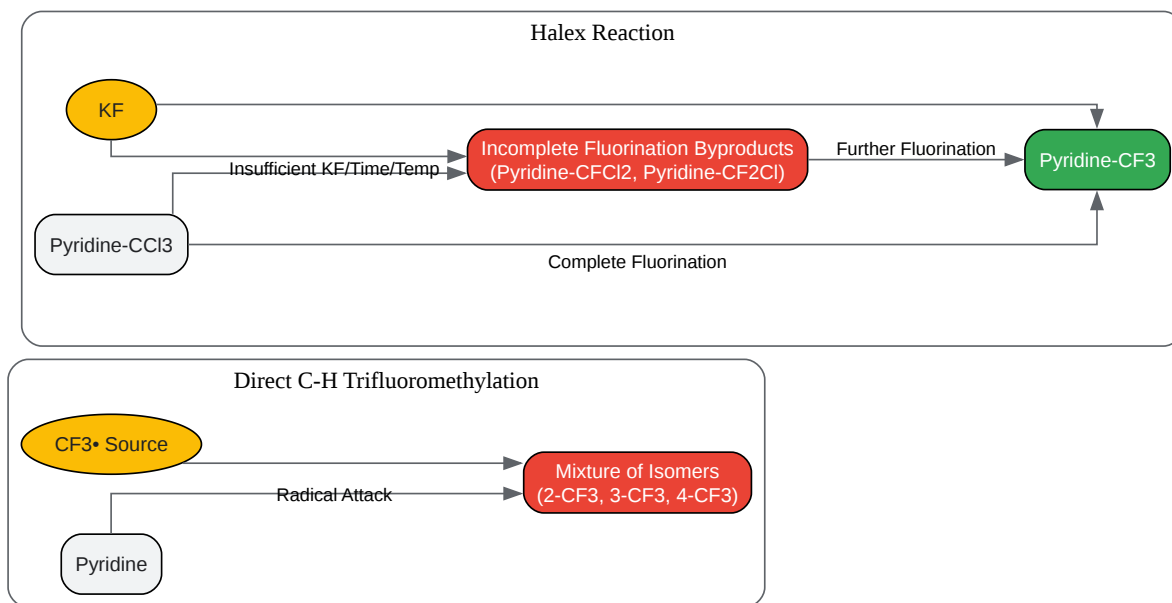 Halex Reaction
KF
Insufficient KF/Time/Temp
Incomplete Fluorination Byproducts
(Pyridine-CFCl2, Pyridine-CF2Cl)
Further Fluorination
Pyridine-CF3
Pyridine-CCl3
Complete Fluorination
Direct C-H Trifluoromethylation
CF3• Source
Radical Attack
Mixture of Isomers
(2-CF3, 3-CF3, 4-CF3)
Pyridine